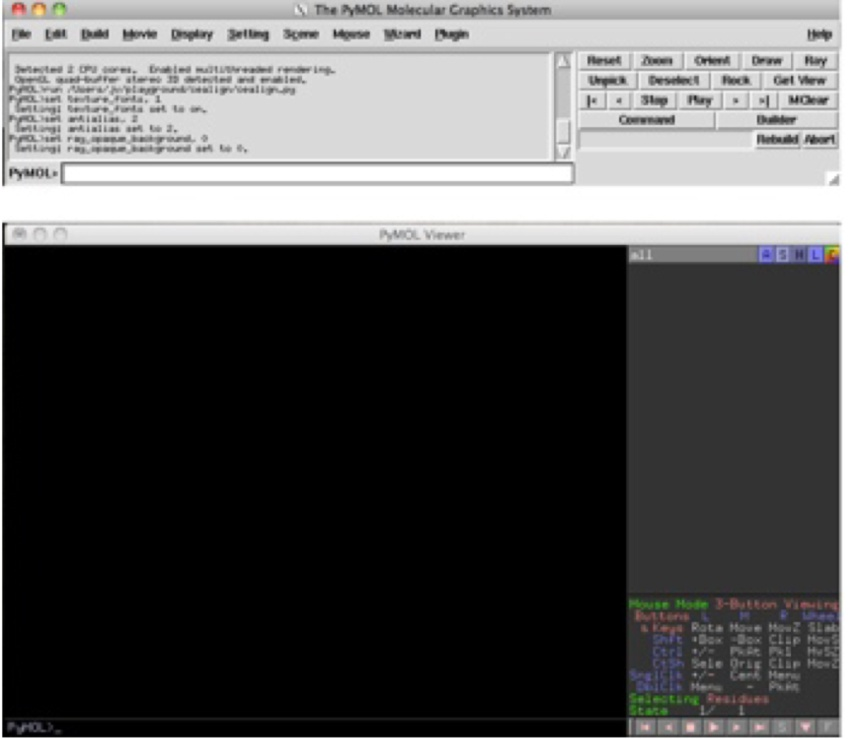 The PyMOL Molecular Graphics System
File Edit Build Movie Display Setting Scene Mouse Wizard Plugin Help
Detected 2 CPU cores. Enabled multithreaded rendering.
OpenGL quad-buffer stereo 3D detected and enabled.
PyMOL>run /Users/jv/playground/cealign/cealign.py
PyMOL>set texture_fonts, 1
Setting: texture_fonts set to on.
PyMOL>set antialias, 2
Setting: antialias set to 2.
PyMOL>set ray_opaque_background, 0
Setting: ray_opaque_background set to 0.
PyMOL>
Reset Zoom Orient Draw Ray
Unpick Deselect Rock Get View
|< < Stop Play > >| MClear
Command Builder
Rebuild Abort
PyMOL Viewer
all A S H L C
Mouse Mode 3-Button Viewing
Buttons L M R Wheel
& Keys Rota Move MovZ Slab
Shft +Box -Box Clip MovS
Ctrl +/- PkAt Pk1 MvSZ
CtSh Sele Orig Clip MovZ
SnglClk +/- Cent Menu
DblClk Menu - PkAt
Selecting Residues
State 1/ 1
PyMOL>_
S F